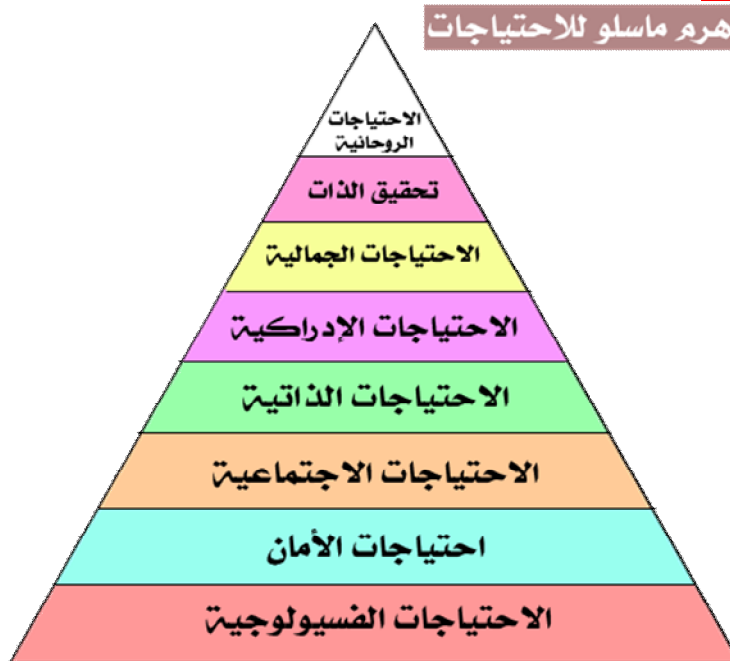 هرم ماسلو للاحتياجات
الاحتياجات
الروحانية
تحقيق الذات
الاحتياجات الجمالية
الاحتياجات الإدراكية
الاحتياجات الذاتية
الاحتياجات الاجتماعية
احتياجات الأمان
الاحتياجات الفسيولوجية